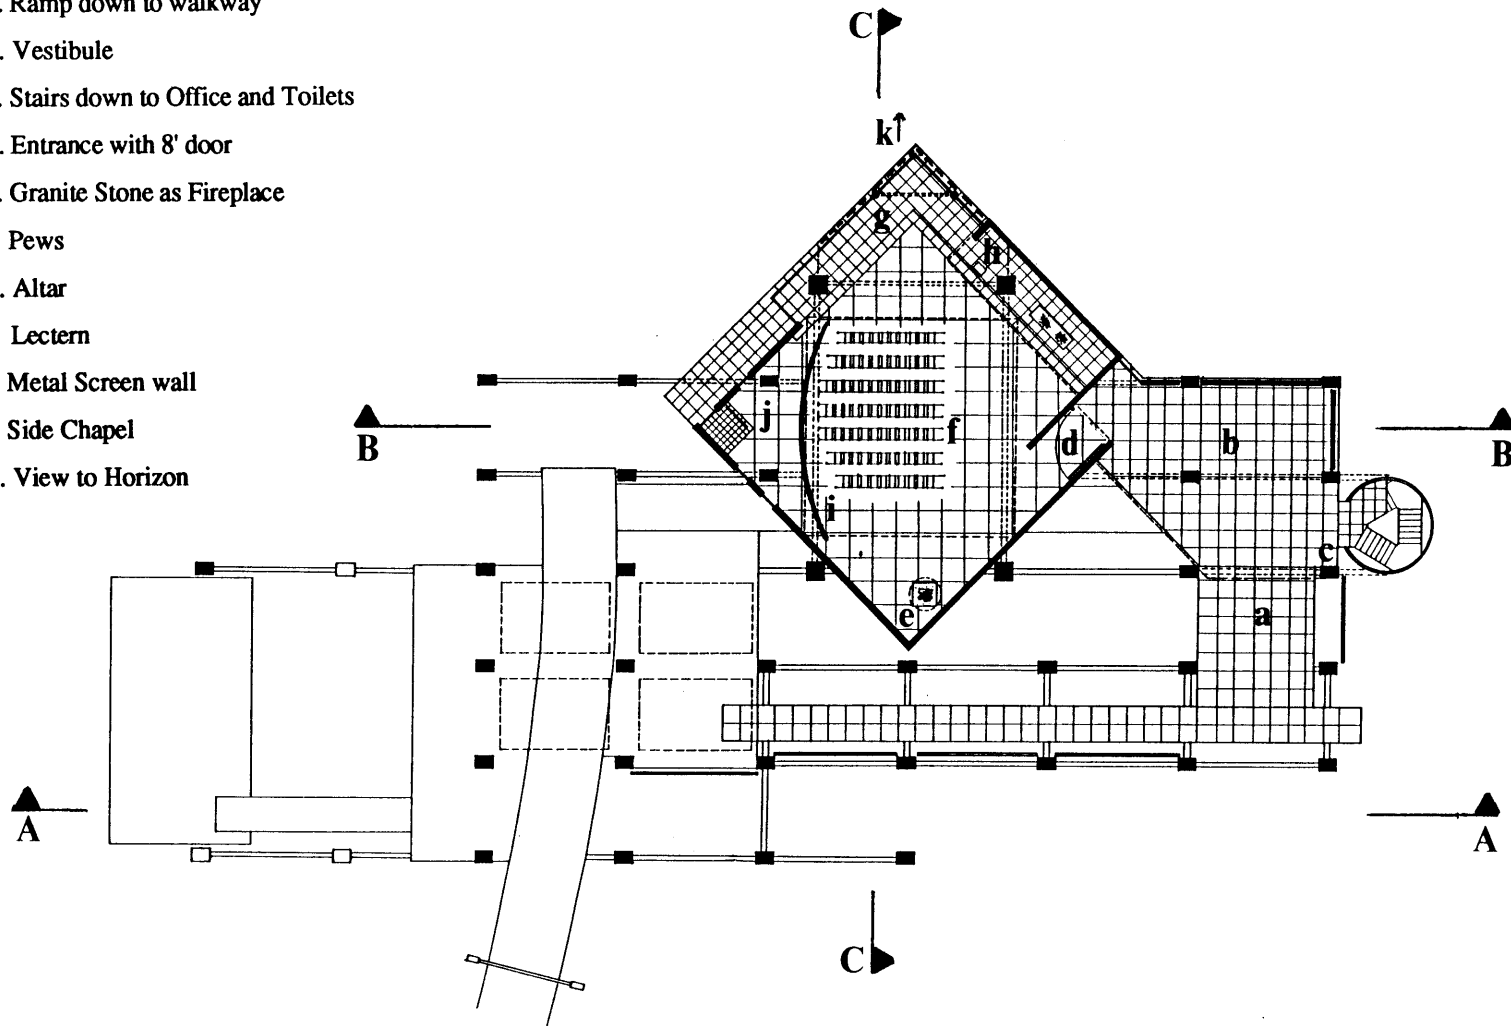 . Ramp down to walkway
. Vestibule
. Stairs down to Office and Toilets
. Entrance with 8' door
. Granite Stone as Fireplace
Pews
. Altar
Lectern
Metal Screen wall
Side Chapel
. View to Horizon
C
k
g
h
j
f
d
b
B
B
i
c
e
a
A
A
C